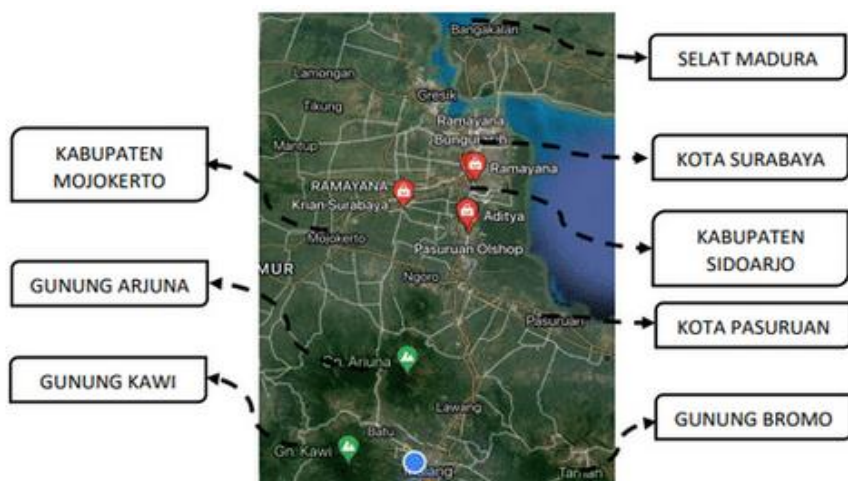 SELAT MADURA
KOTA SURABAYA
KABUPATEN
SIDOARJO
KOTA PASURUAN
GUNUNG BROMO
KABUPATEN
MOJOKERTO
GUNUNG ARJUNA
GUNUNG KAWI
Bangkalan
Lamongan
Gresik
Tikung
Ramayana
Mantup
Ramayana
RAMAYANA
Krian Surabaya
Aditya
Mojokerto
Pasuruan Olshop
MUR
Ngoro
Pasuruan
Gn. Arjuna
Lawang
Batu
Gn. Kawi